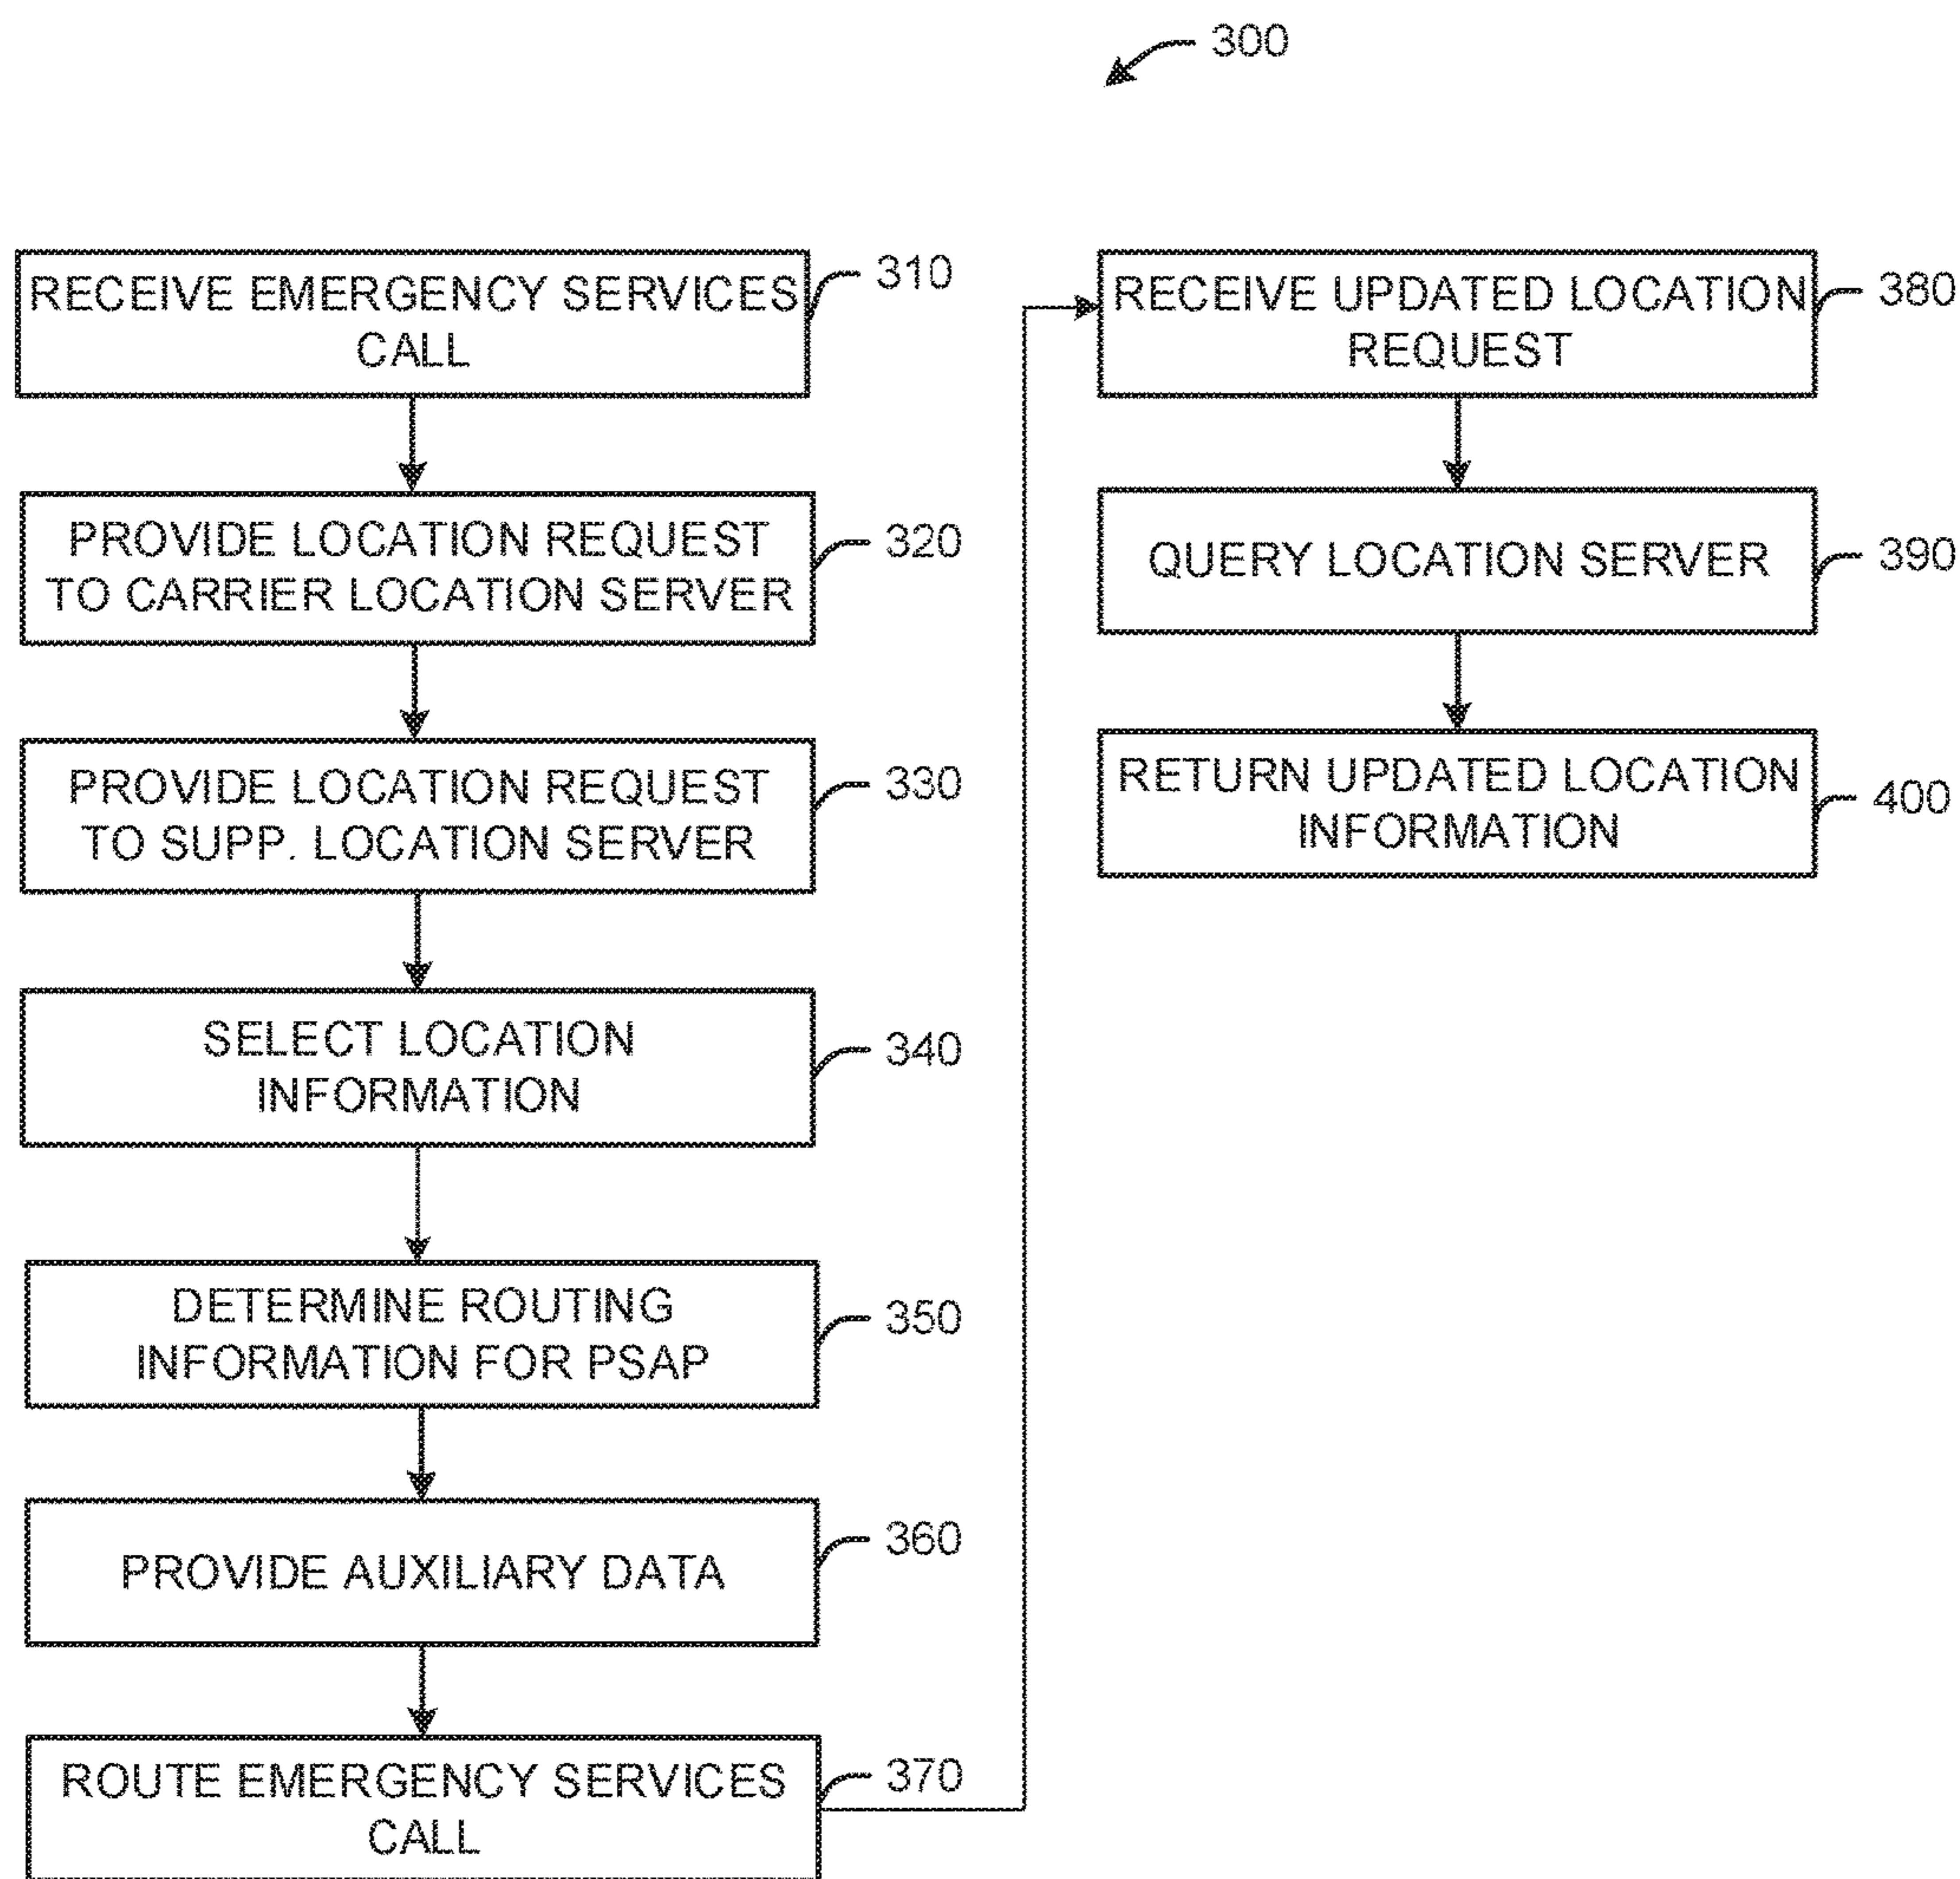 300
RECEIVE EMERGENCY SERVICES
CALL
310
PROVIDE LOCATION REQUEST
TO CARRIER LOCATION SERVER
320
PROVIDE LOCATION REQUEST
TO SUPP. LOCATION SERVER
330
SELECT LOCATION
INFORMATION
340
DETERMINE ROUTING
INFORMATION FOR PSAP
350
PROVIDE AUXILIARY DATA
360
ROUTE EMERGENCY SERVICES
CALL
370
RECEIVE UPDATED LOCATION
REQUEST
380
QUERY LOCATION SERVER
390
RETURN UPDATED LOCATION
INFORMATION
400